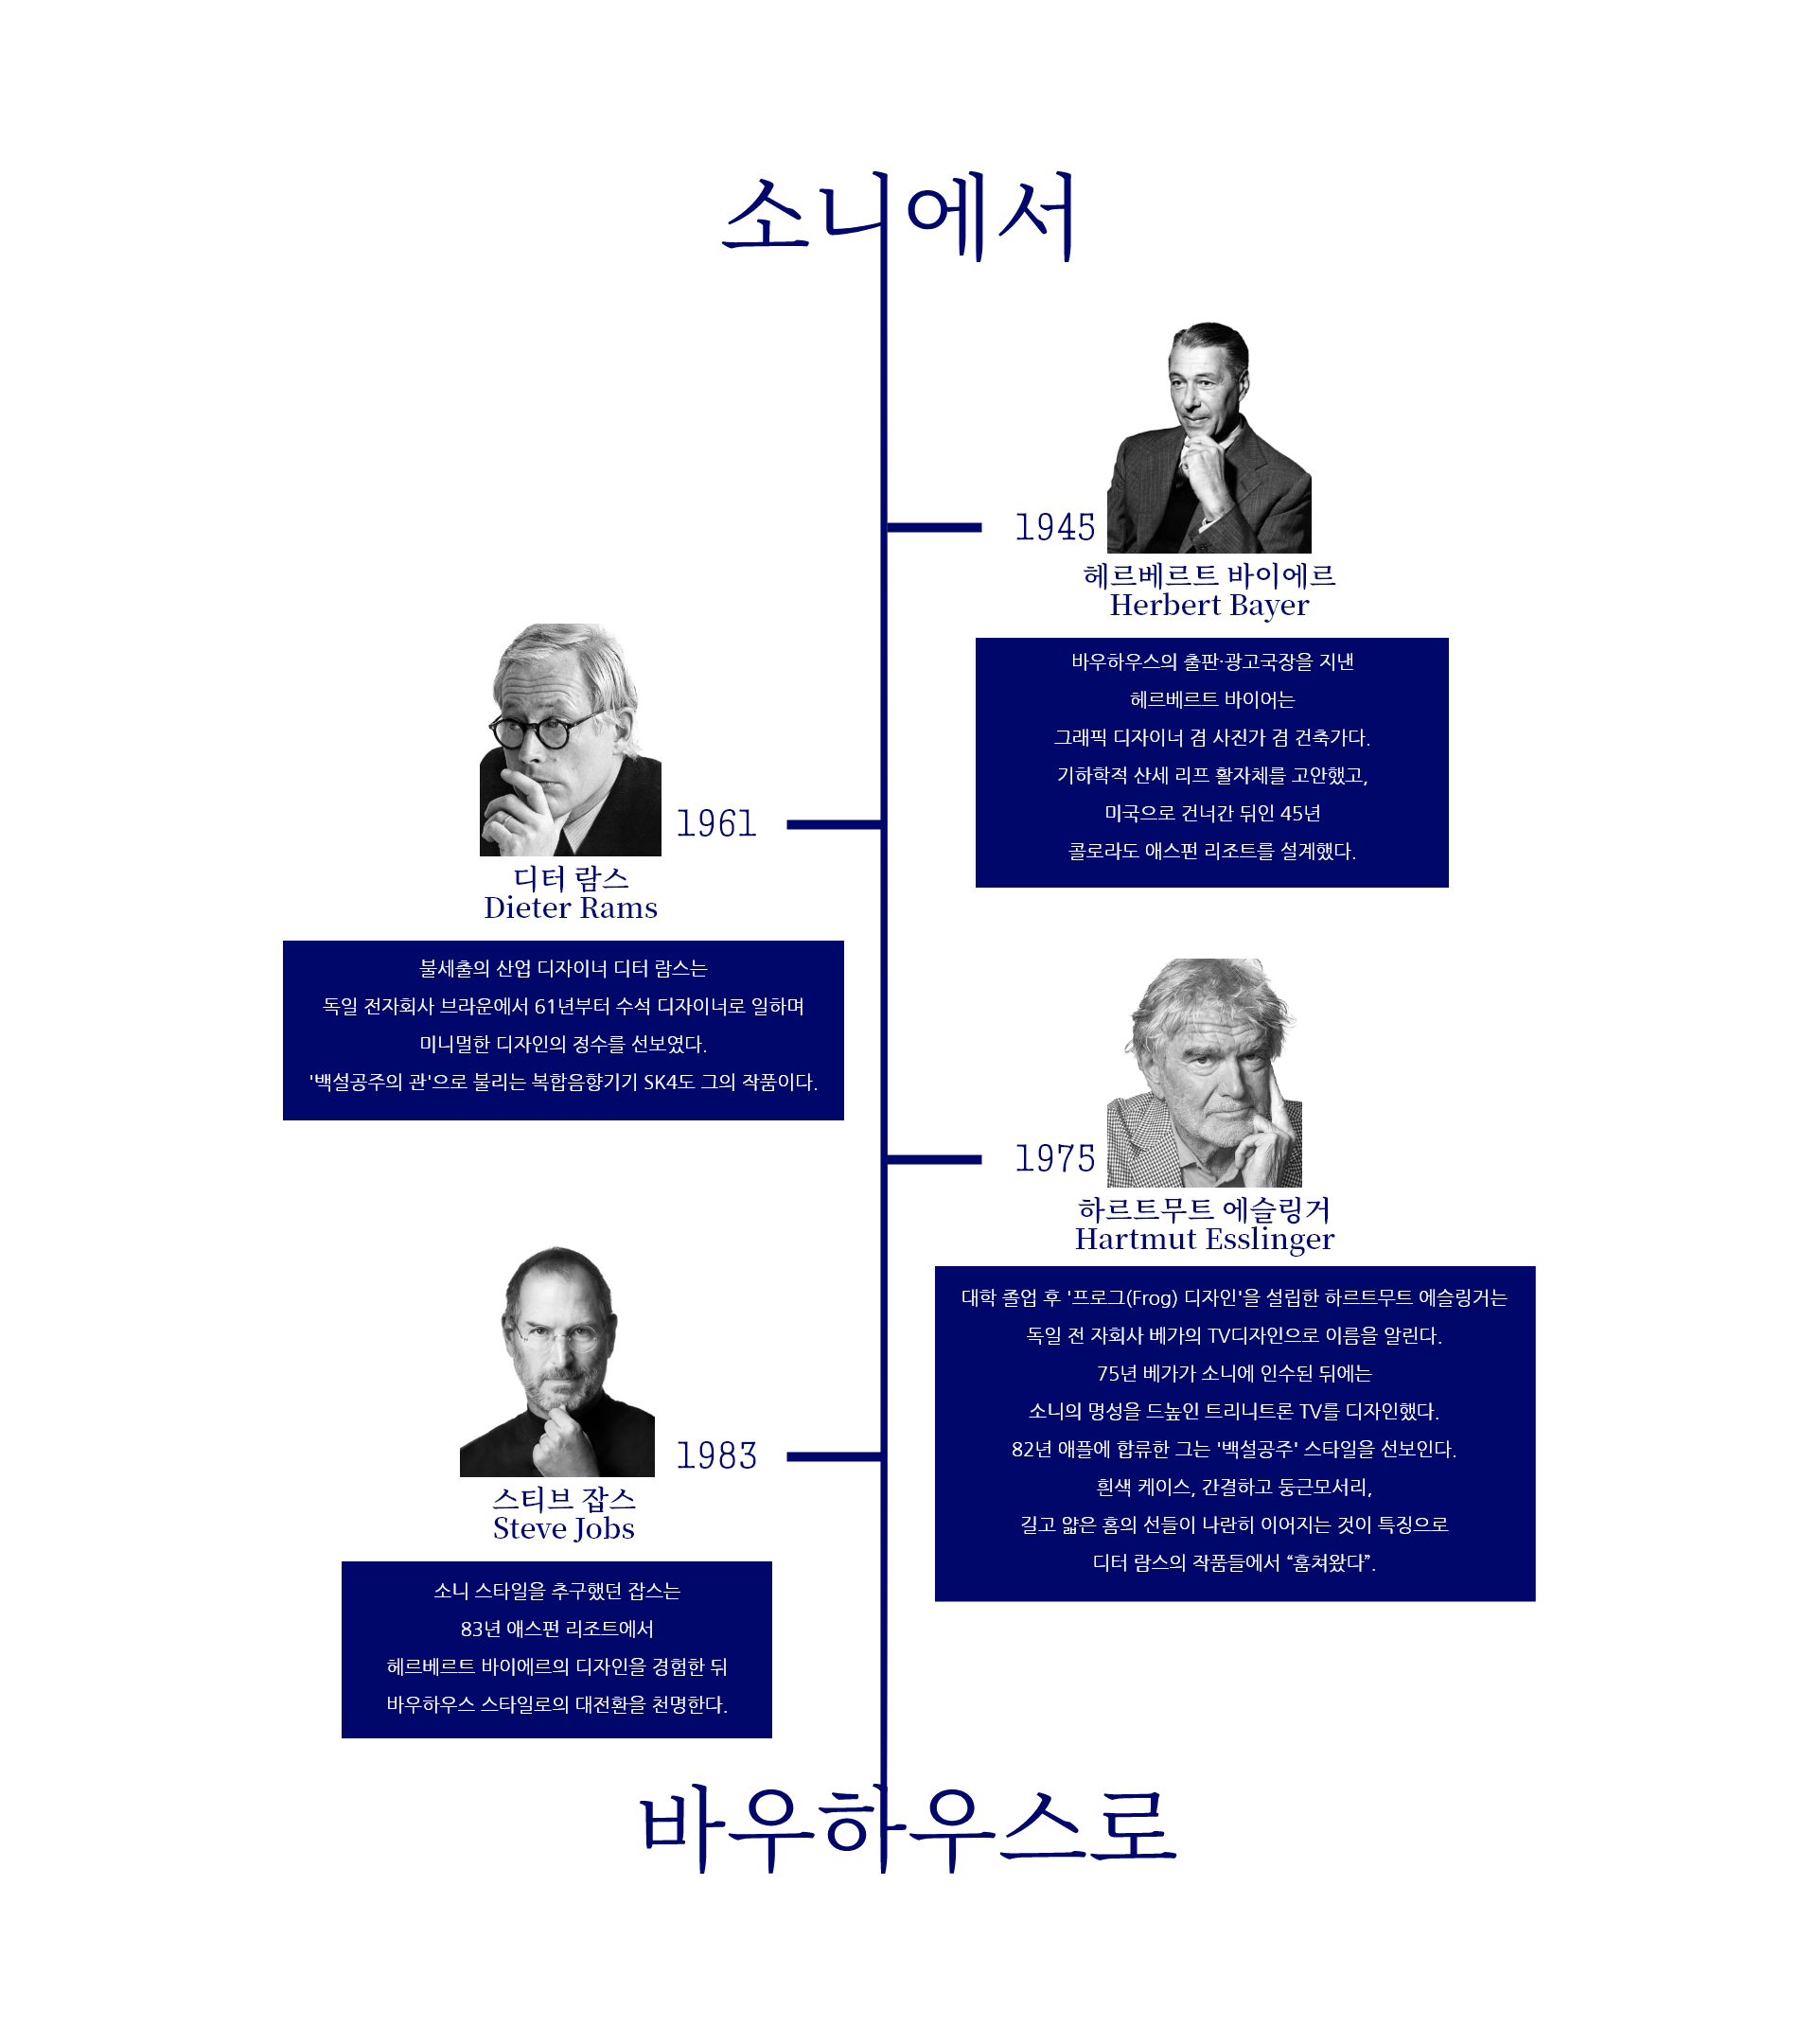 소니에서
1945
헤르베르트 바이에르
Herbert Bayer
바우하우스의 출판·광고국장을 지낸
헤르베르트 바이어는
그래픽 디자이너 겸 사진가 겸 건축가다.
기하학적 산세 리프 활자체를 고안했고,
미국으로 건너간 뒤인 45년
콜로라도 애스펀 리조트를 설계했다.
1961
디터 람스
Dieter Rams
불세출의 산업 디자이너 디터 람스는
독일 전자회사 브라운에서 61년부터 수석 디자이너로 일하며
미니멀한 디자인의 정수를 선보였다.
'백설공주의 관'으로 불리는 복합음향기기 SK4도 그의 작품이다.
1975
하르트무트 에슬링거
Hartmut Esslinger
대학 졸업 후 '프로그(Frog) 디자인'을 설립한 하르트무트 에슬링거는
독일 전 자회사 베가의 TV디자인으로 이름을 알린다.
75년 베가가 소니에 인수된 뒤에는
소니의 명성을 드높인 트리니트론 TV를 디자인했다.
82년 애플에 합류한 그는 '백설공주' 스타일을 선보인다.
흰색 케이스, 간결하고 둥근모서리,
길고 얇은 홈의 선들이 나란히 이어지는 것이 특징으로
디터 람스의 작품들에서 “훔쳐왔다”.
1983
스티브 잡스
Steve Jobs
소니 스타일을 추구했던 잡스는
83년 애스펀 리조트에서
헤르베르트 바이에르의 디자인을 경험한 뒤
바우하우스 스타일로의 대전환을 천명한다.
바우하우스로